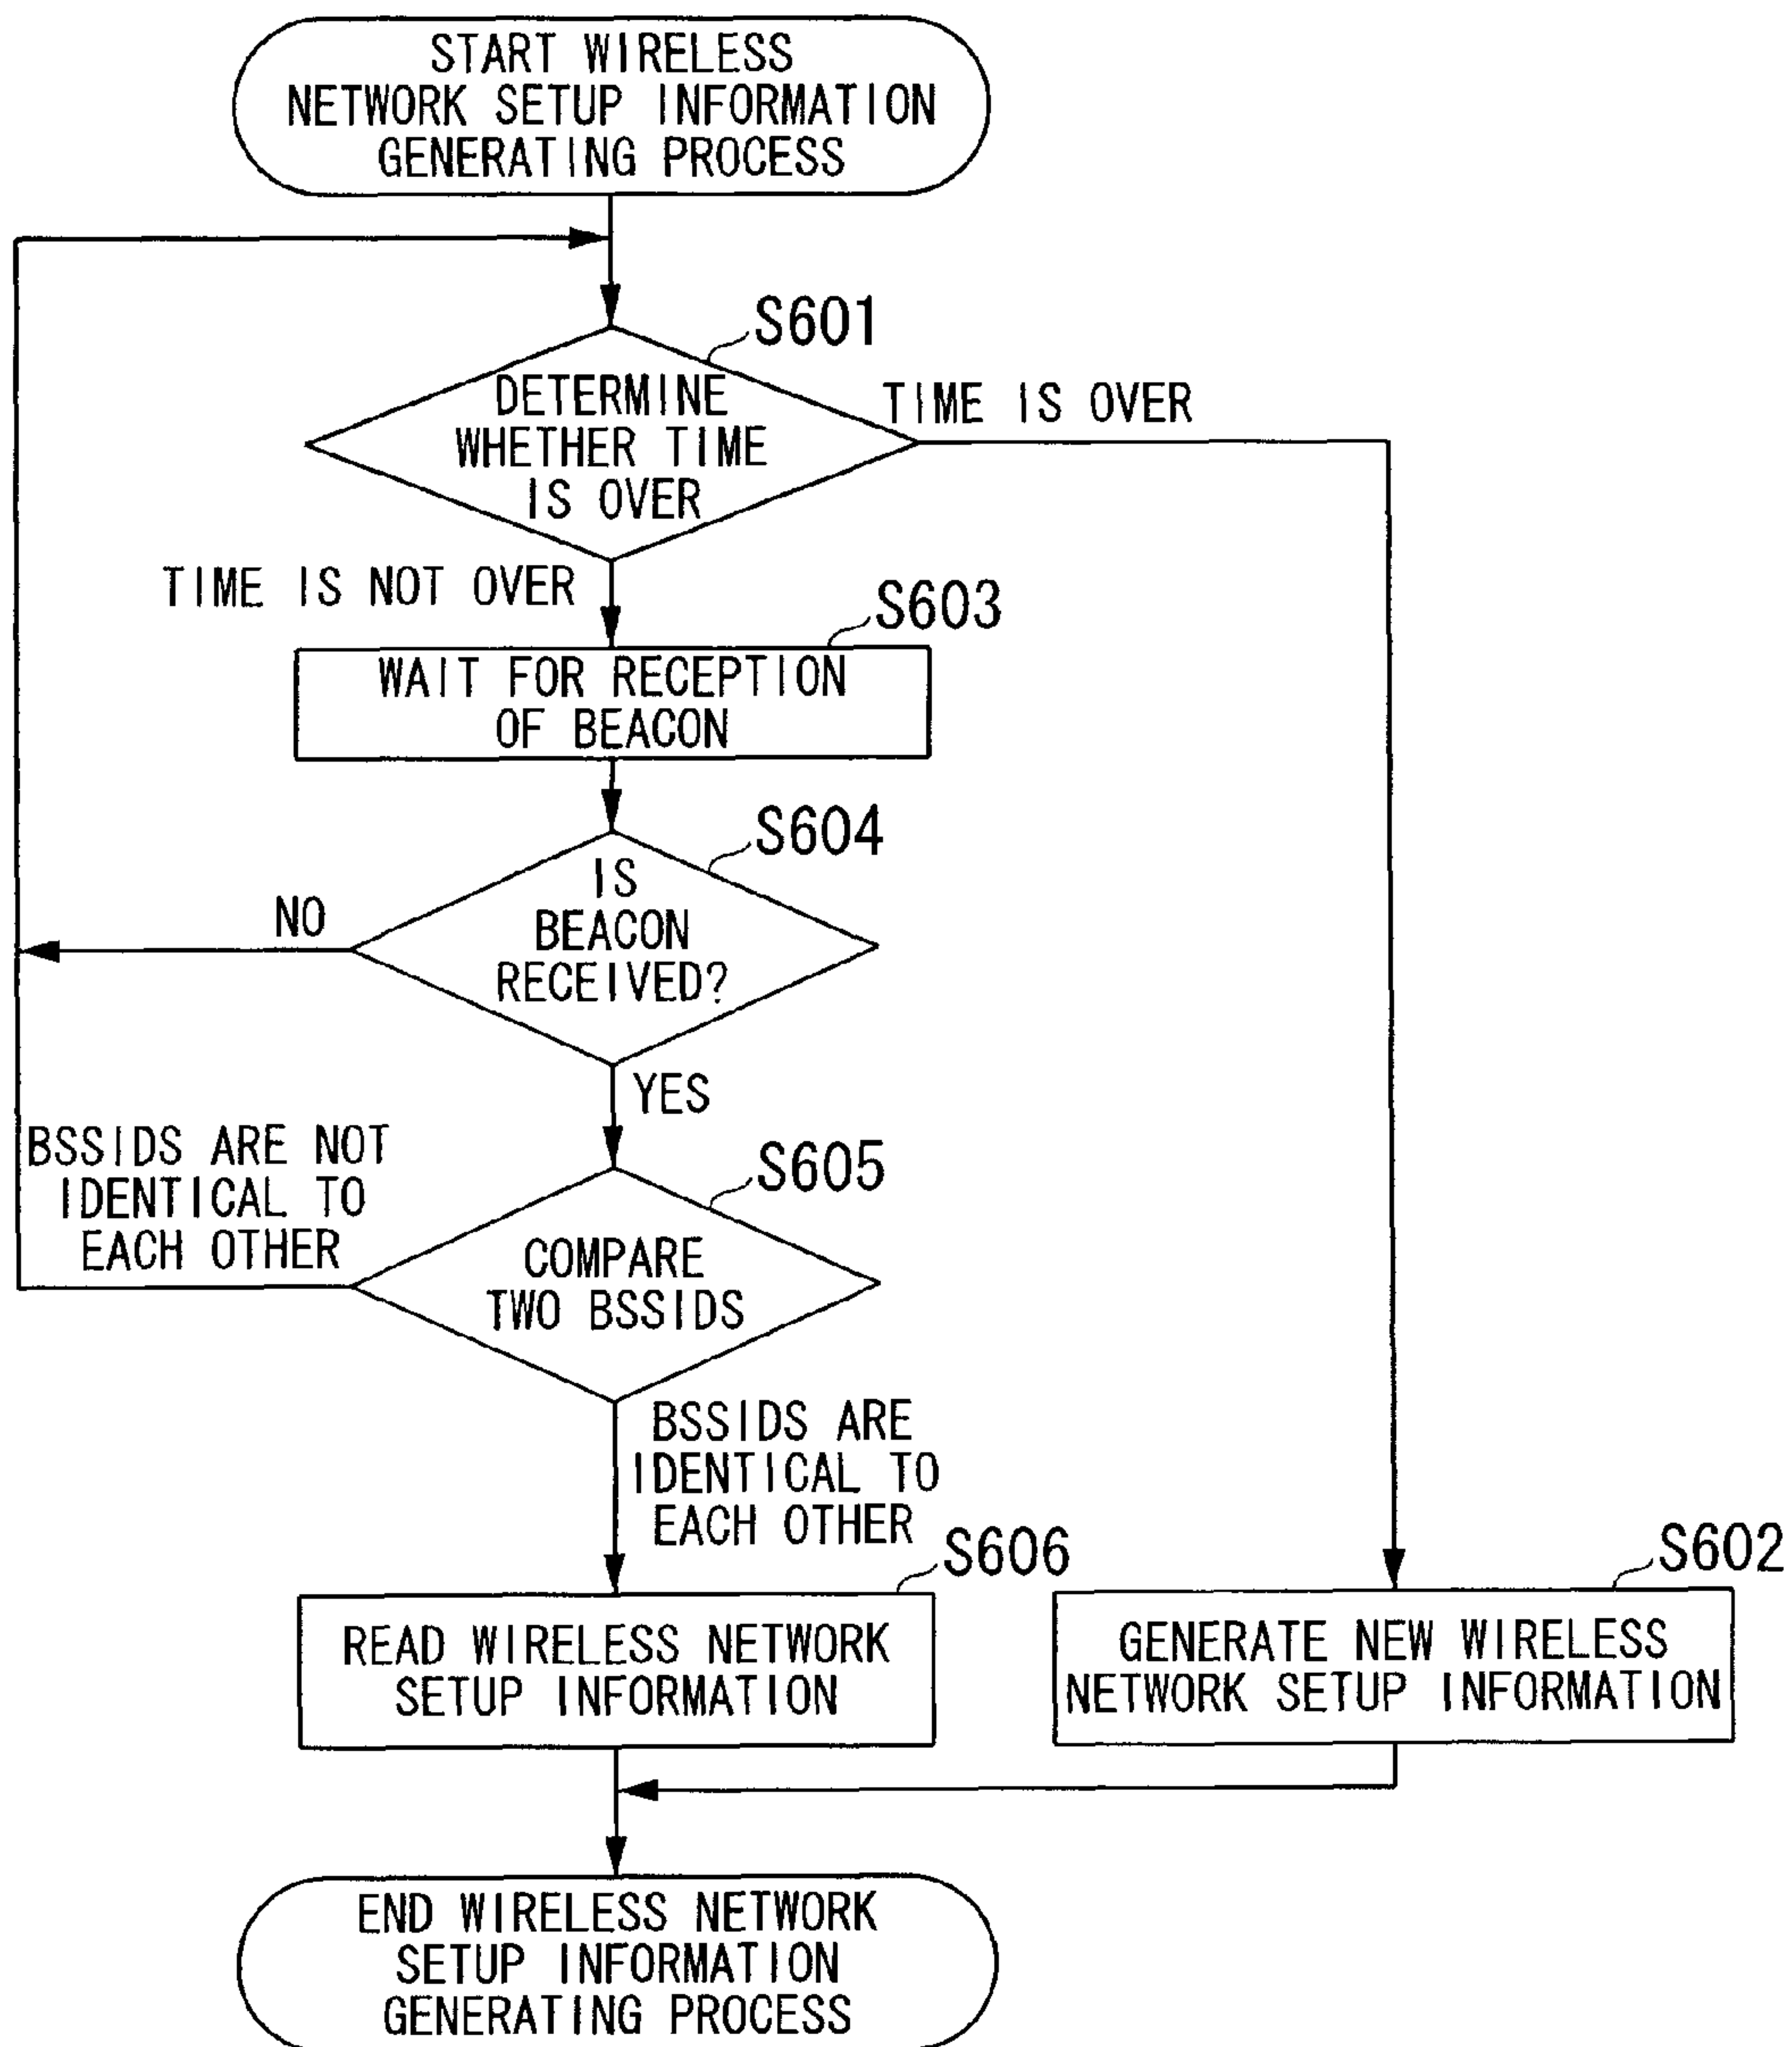 START WIRELESS
NETWORK SETUP INFORMATION
GENERATING PROCESS
S601
DETERMINE
WHETHER TIME
IS OVER
TIME IS OVER
TIME IS NOT OVER
S603
WAIT FOR RECEPTION
OF BEACON
S604
IS
BEACON
RECEIVED?
NO
YES
BSSIDS ARE NOT
IDENTICAL TO
EACH OTHER
S605
COMPARE
TWO BSSIDS
BSSIDS ARE
IDENTICAL TO
EACH OTHER
S606
READ WIRELESS NETWORK
SETUP INFORMATION
S602
GENERATE NEW WIRELESS
NETWORK SETUP INFORMATION
END WIRELESS NETWORK
SETUP INFORMATION
GENERATING PROCESS